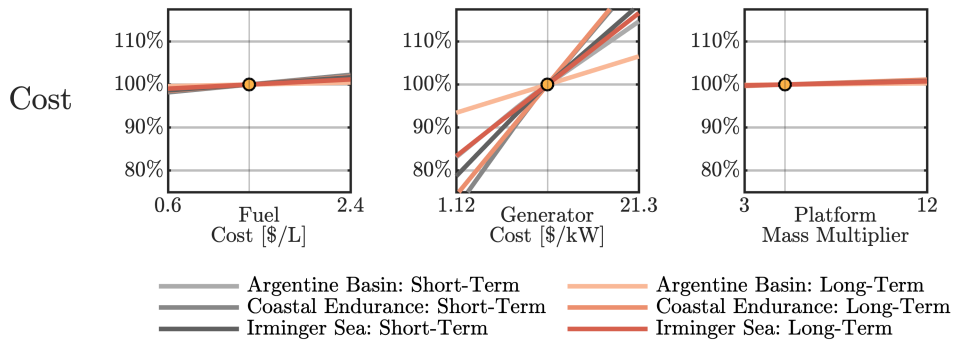 Cost
110%
100%
90%
80%
0.6 2.4
Fuel
Cost [$/L]
110%
100%
90%
80%
1.12 21.3
Generator
Cost [$/kW]
110%
100%
90%
80%
3 12
Platform
Mass Multiplier
Argentine Basin: Short-Term
Coastal Endurance: Short-Term
Irminger Sea: Short-Term
Argentine Basin: Long-Term
Coastal Endurance: Long-Term
Irminger Sea: Long-Term